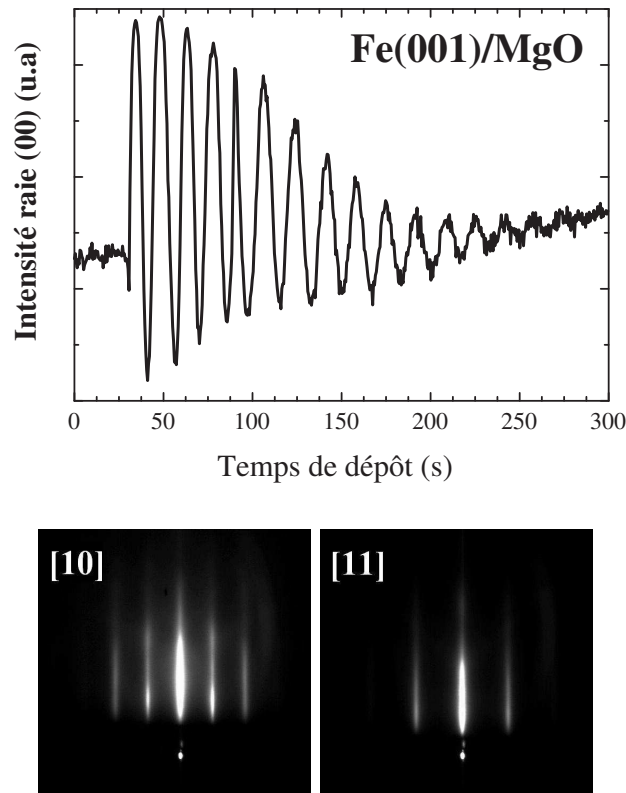 Fe(001)/MgO
Intensité raie (00) (u.a)
0 50 100 150 200 250 300
Temps de dépôt (s)
[10] [11]